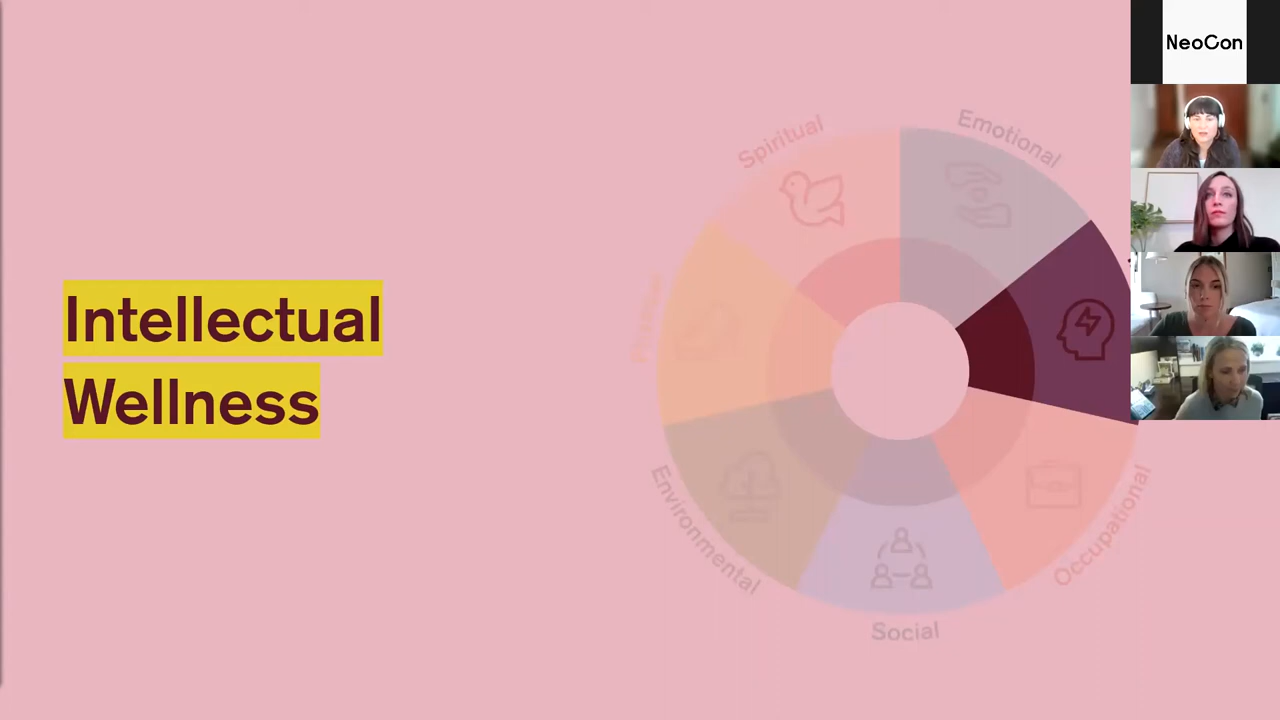 Intellectual
Wellness
Spiritual
Emotional
Environmental
Social
Occupational
NeoCon